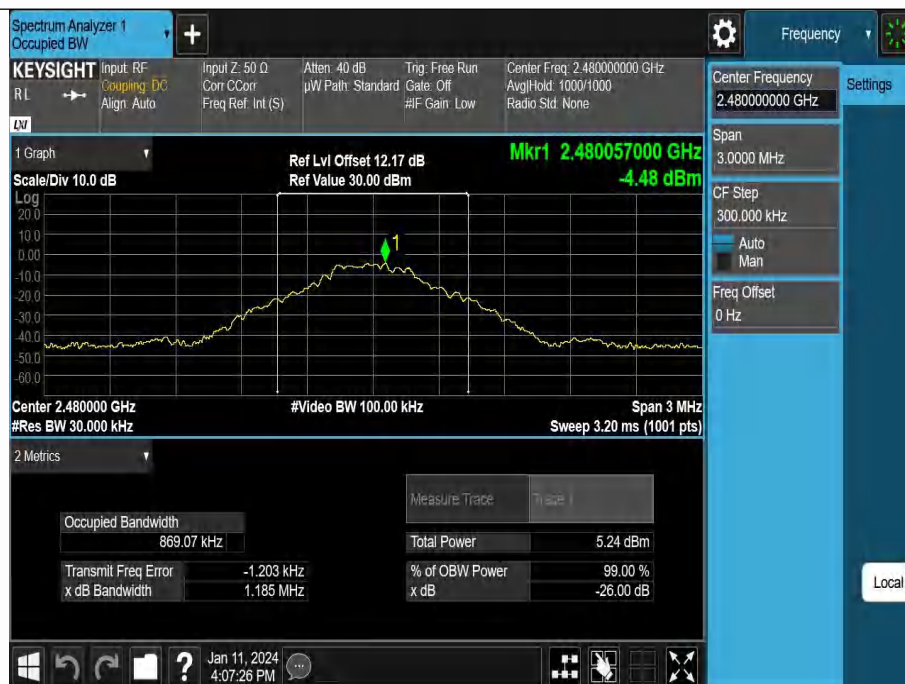 Spectrum Analyzer 1
Occupied BW
Frequency
KEYSIGHT
R L
LXI
Input: RF
Coupling: DC
Align: Auto
Input Z: 50 Ω
Corr CCorr
Freq Ref: Int (S)
Atten: 40 dB
µW Path: Standard
Trig: Free Run
Gate: Off
#IF Gain: Low
Center Freq: 2.480000000 GHz
Avg|Hold: 1000/1000
Radio Std: None
Center Frequency
2.480000000 GHz
Settings
Span
3.0000 MHz
CF Step
300.000 kHz
Auto
Man
Freq Offset
0 Hz
Local
1 Graph
Scale/Div 10.0 dB
Ref Lvl Offset 12.17 dB
Ref Value 30.00 dBm
Mkr1 2.480057000 GHz
-4.48 dBm
Log
20.0
10.0
0.00
-10.0
-20.0
-30.0
-40.0
-50.0
-60.0
1
Center 2.480000 GHz
#Res BW 30.000 kHz
#Video BW 100.00 kHz
Span 3 MHz
Sweep 3.20 ms (1001 pts)
2 Metrics
Measure Trace
Trace 1
Occupied Bandwidth
869.07 kHz
Total Power
5.24 dBm
Transmit Freq Error
-1.203 kHz
% of OBW Power
99.00 %
x dB Bandwidth
1.185 MHz
x dB
-26.00 dB
Jan 11, 2024
4:07:26 PM